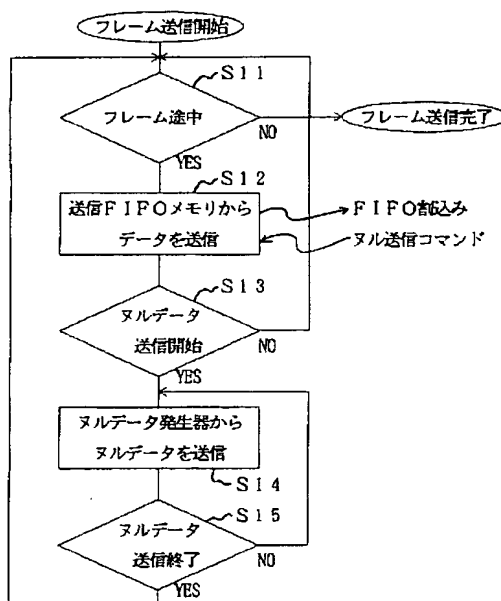 フレーム送信開始
S11
フレーム途中
NO
フレーム送信完了
YES
S12
送信FIFOメモリから
データを送信
FIFO割込み
ヌル送信コマンド
S13
ヌルデータ
送信開始
NO
YES
ヌルデータ発生器から
ヌルデータを送信
S14
S15
ヌルデータ
送信終了
NO
YES